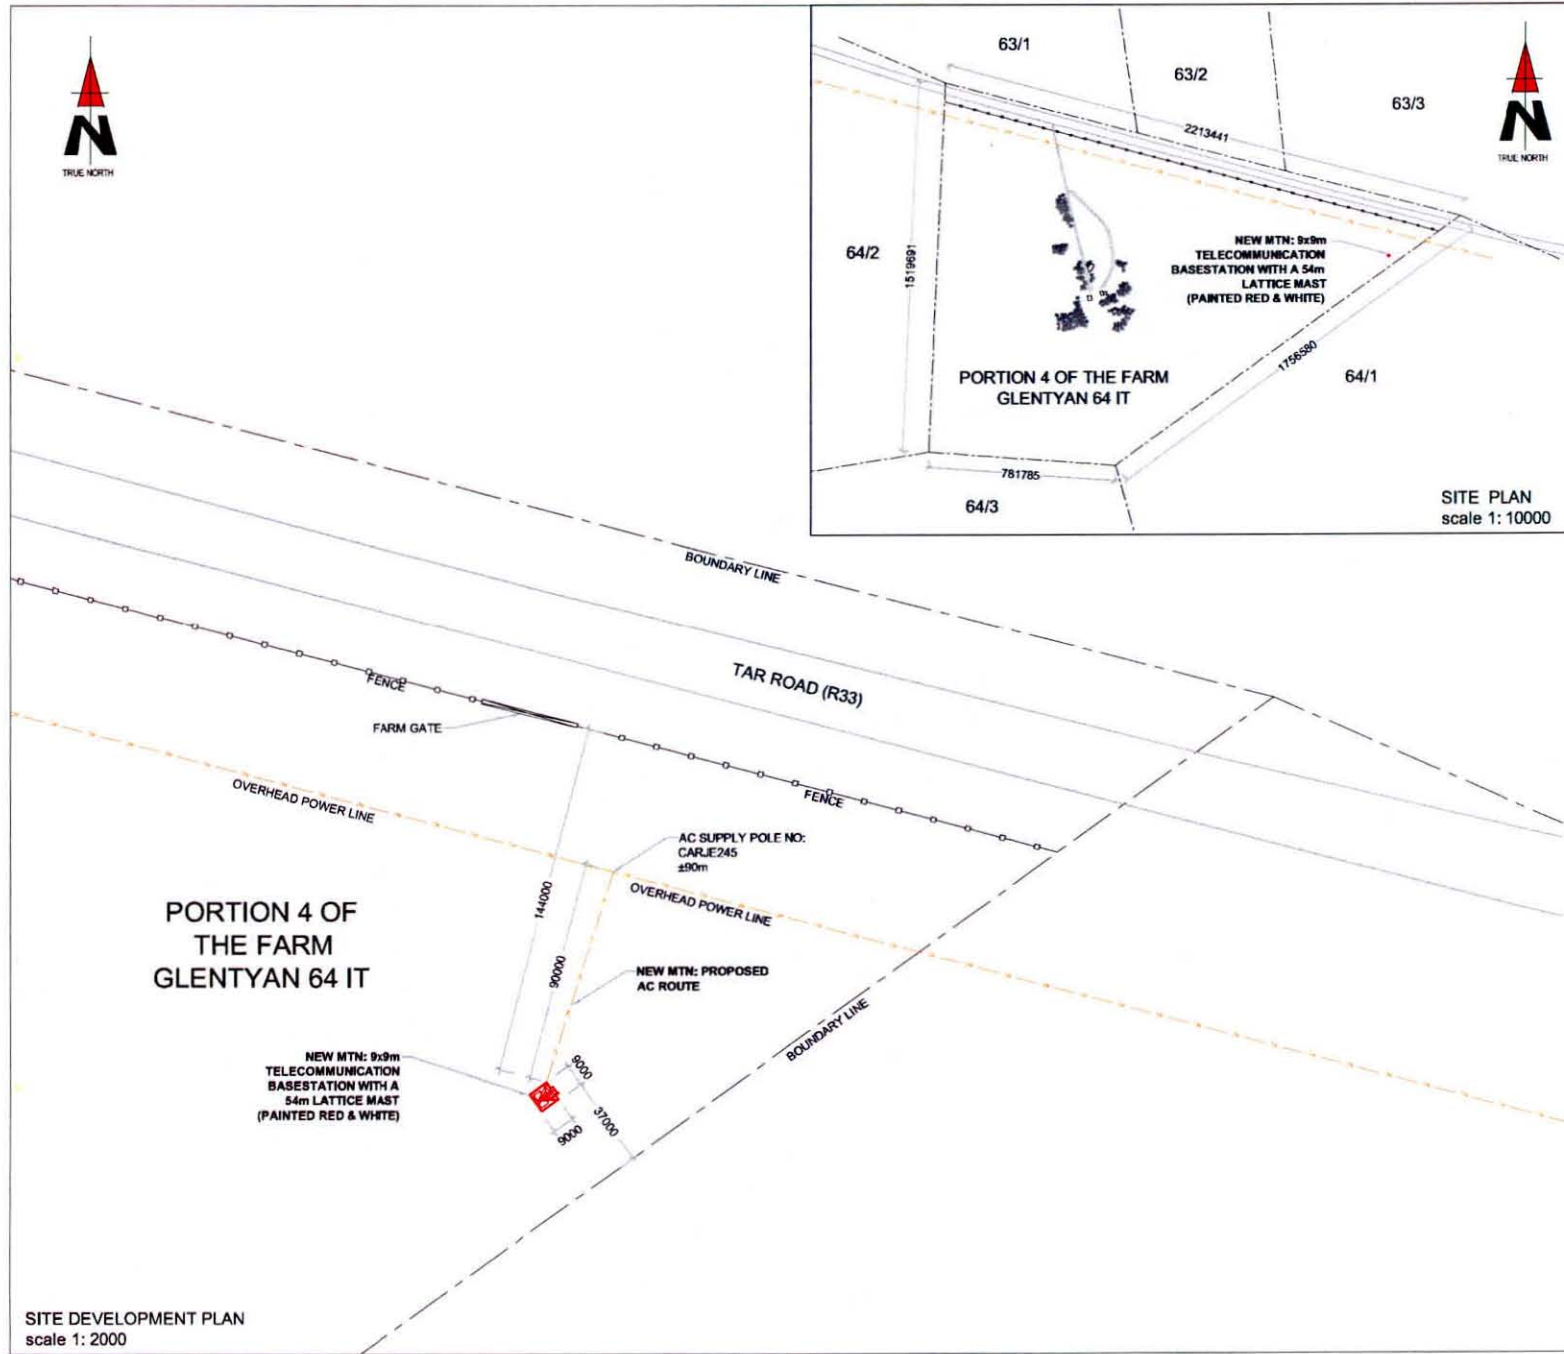 N
TRUE NORTH
63/1
63/2
63/3
N
TRUE NORTH
2213441
64/2
1519691
NEW MTN: 9x9m
TELECOMMUNICATION
BASESTATION WITH A 54m
LATTICE MAST
(PAINTED RED & WHITE)
1756580
64/1
PORTION 4 OF THE FARM
GLENTYAN 64 IT
781785
64/3
SITE PLAN
scale 1: 10000
BOUNDARY LINE
TAR ROAD (R33)
FENCE
FARM GATE
OVERHEAD POWER LINE
FENCE
AC SUPPLY POLE NO:
CARJE245
±90m
OVERHEAD POWER LINE
144000
90000
PORTION 4 OF
THE FARM
GLENTYAN 64 IT
NEW MTN: PROPOSED
AC ROUTE
BOUNDARY LINE
NEW MTN: 9x9m
TELECOMMUNICATION
BASESTATION WITH A
54m LATTICE MAST
(PAINTED RED & WHITE)
9000
37000
9000
SITE DEVELOPMENT PLAN
scale 1: 2000